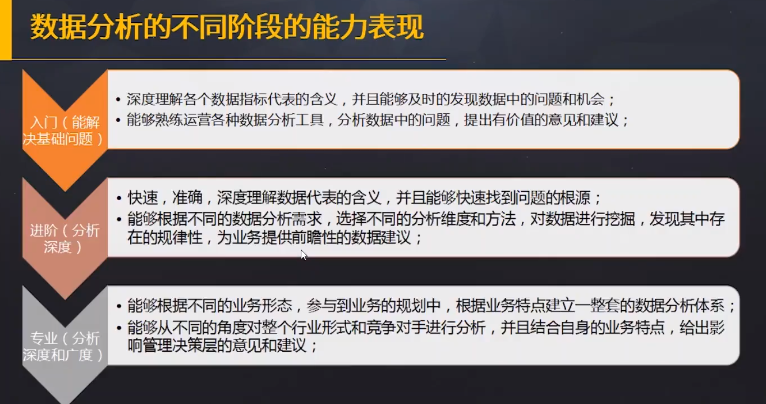 数据分析的不同阶段的能力表现
入门（能解
决基础问题）
• 深度理解各个数据指标代表的含义，并且能够及时的发现数据中的问题和机会；
• 能够熟练运营各种数据分析工具，分析数据中的问题，提出有价值的意见和建议；
进阶（分析
深度）
• 快速，准确，深度理解数据代表的含义，并且能够快速找到问题的根源；
• 能够根据不同的数据分析需求，选择不同的分析维度和方法，对数据进行挖掘，发现其中存
在的规律性，为业务提供前瞻性的数据建议；
专业（分析
深度和广度）
• 能够根据不同的业务形态，参与到业务的规划中，根据业务特点建立一整套的数据分析体系；
• 能够从不同的角度对整个行业形式和竞争对手进行分析，并且结合自身的业务特点，给出影
响管理决策层的意见和建议；